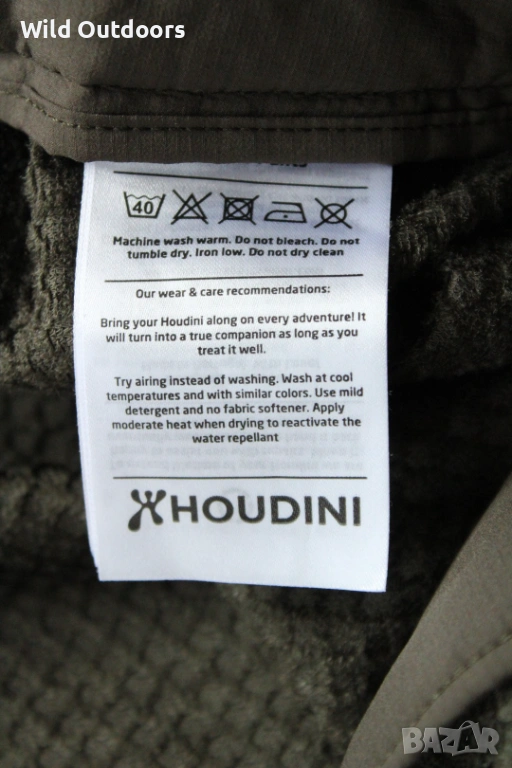 Wild Outdoors
40
Machine wash warm. Do not bleach. Do not
tumble dry. Iron low. Do not dry clean
Our wear & care recommendations:
Bring your Houdini along on every adventure! It
will turn into a true companion as long as you
treat it well.
Try airing instead of washing. Wash at cool
temperatures and with similar colors. Use mild
detergent and no fabric softener. Apply
moderate heat when drying to reactivate the
water repellant
HOUDINI
BAZAR